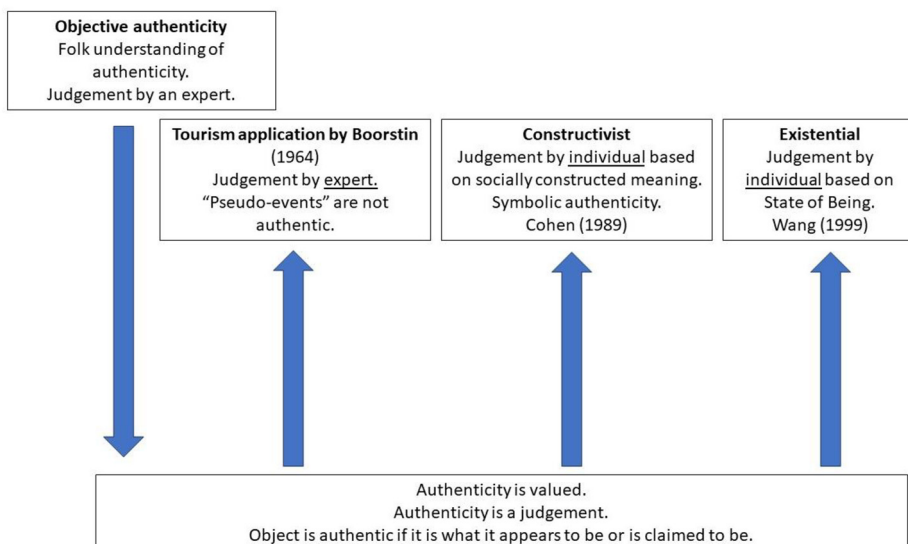 Objective authenticity
Folk understanding of
authenticity.
Judgement by an expert.
Tourism application by Boorstin
(1964)
Judgement by expert.
“Pseudo-events” are not
authentic.
Constructivist
Judgement by individual based
on socially constructed meaning.
Symbolic authenticity.
Cohen (1989)
Existential
Judgement by
individual based on
State of Being.
Wang (1999)
Authenticity is valued.
Authenticity is a judgement.
Object is authentic if it is what it appears to be or is claimed to be.